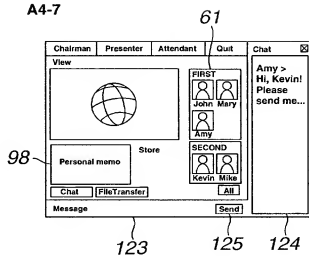 A4-7
61
Chairman Presenter Attendant Quit Chat
View
FIRST
John Mary
Amy
Amy >
Hi, Kevin!
Please
send me...
98
Personal memo
Store
SECOND
Kevin Mike
Chat FileTransfer All
Message Send
123 125 124